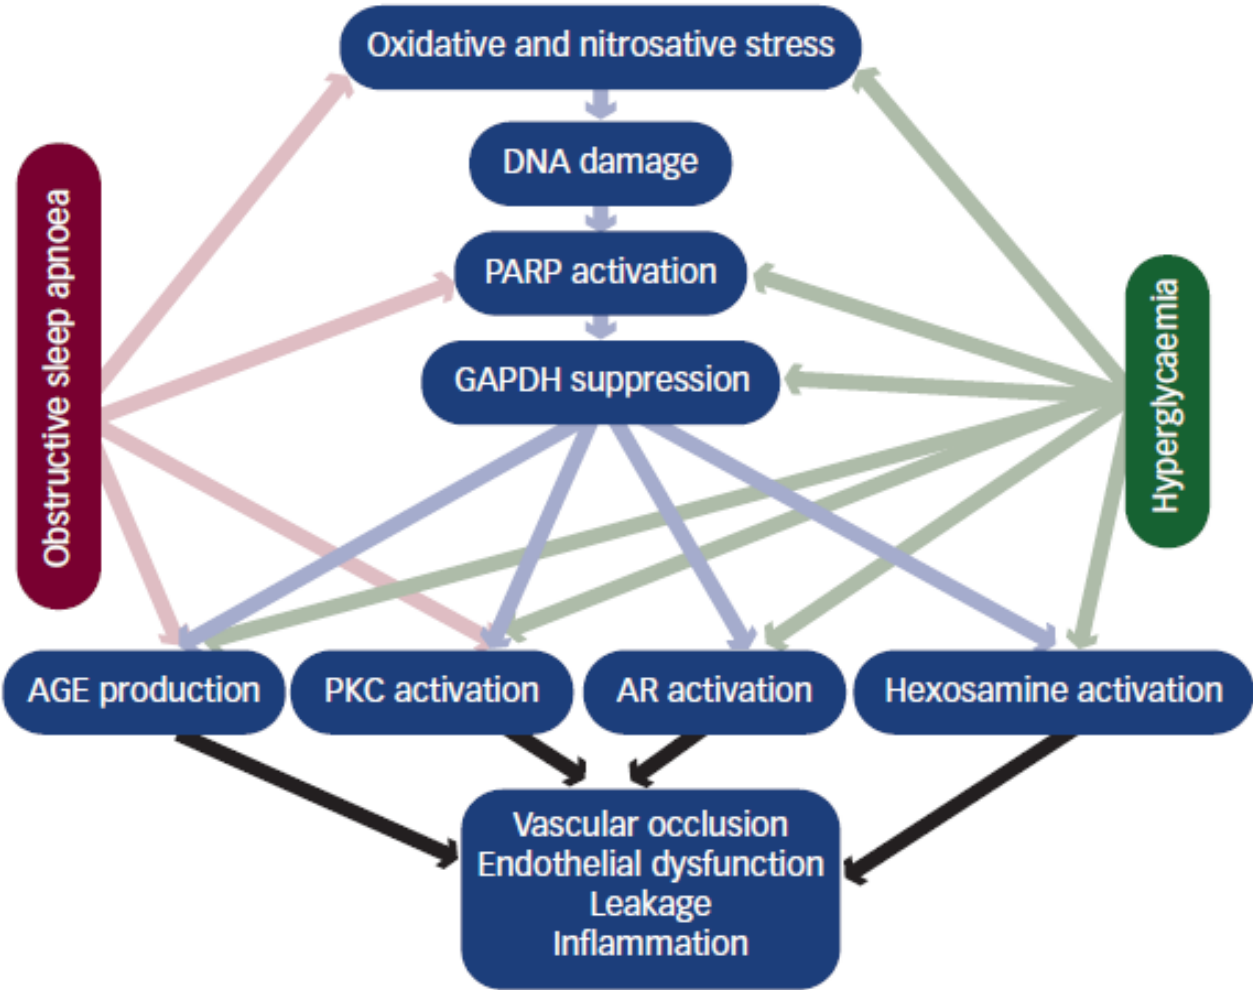 Oxidative and nitrosative stress
DNA damage
PARP activation
GAPDH suppression
Obstructive sleep apnoea
Hyperglycaemia
AGE production
PKC activation
AR activation
Hexosamine activation
Vascular occlusion
Endothelial dysfunction
Leakage
Inflammation